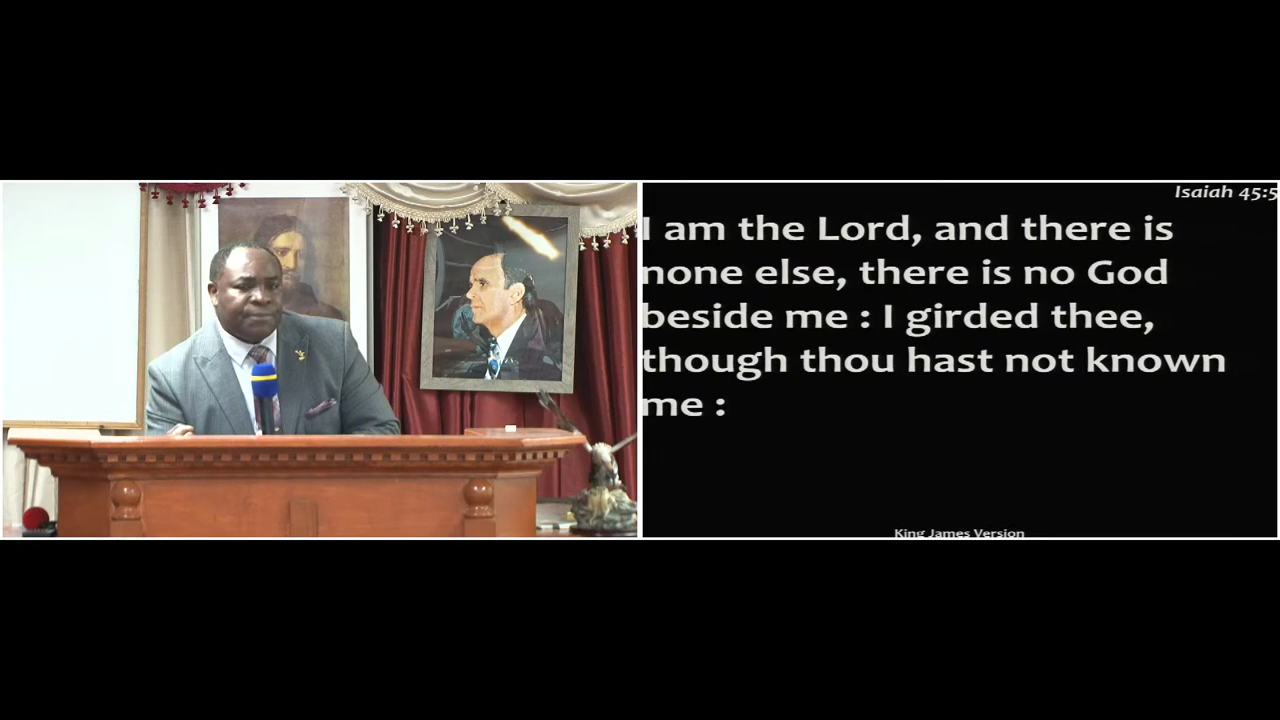 Isaiah 45:5
I am the Lord, and there is
none else, there is no God
beside me : I girded thee,
though thou hast not known
me :
King James Version